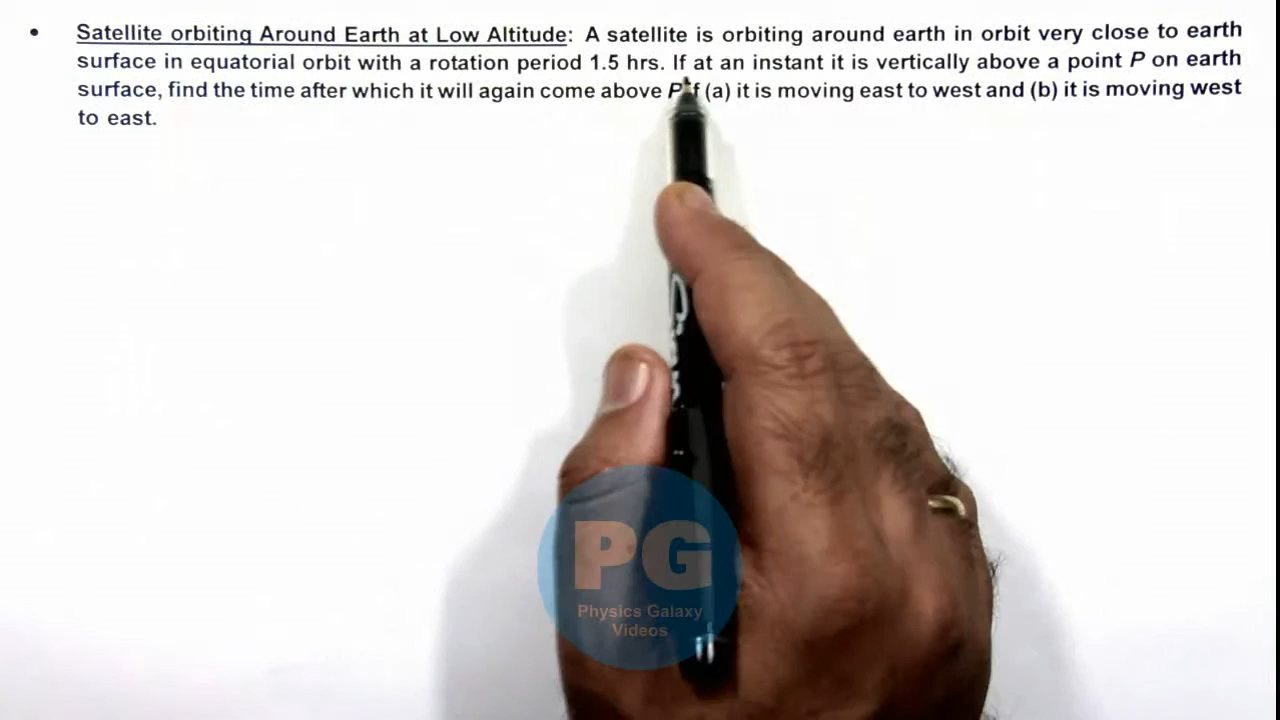 • Satellite orbiting Around Earth at Low Altitude: A satellite is orbiting around earth in orbit very close to earth
surface in equatorial orbit with a rotation period 1.5 hrs. If at an instant it is vertically above a point P on earth
surface, find the time after which it will again come above P if (a) it is moving east to west and (b) it is moving west
to east.
PG
Physics Galaxy
Videos